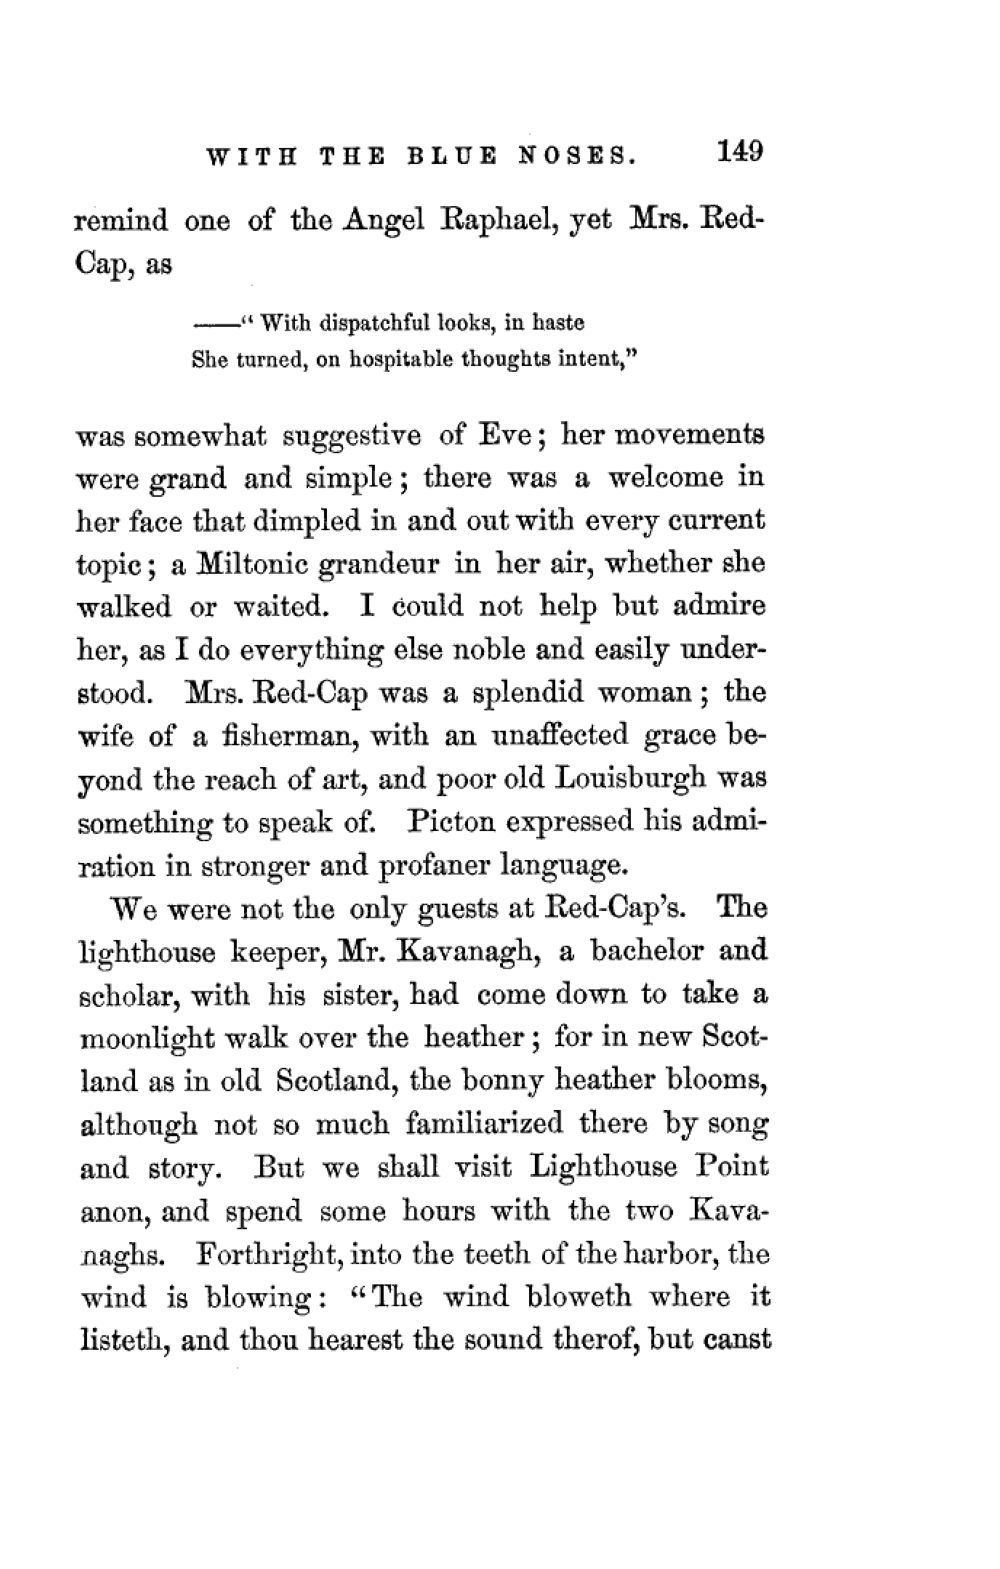 WITH THE BLUE NOSES. 149
remind one of the Angel Raphael, yet Mrs. Red-
Cap, as
——“ With dispatchful looks, in haste
She turned, on hospitable thoughts intent,”
was somewhat suggestive of Eve; her movements
were grand and simple; there was a welcome in
her face that dimpled in and out with every current
topic; a Miltonic grandeur in her air, whether she
walked or waited. I could not help but admire
her, as I do everything else noble and easily under-
stood. Mrs. Red-Cap was a splendid woman; the
wife of a fisherman, with an unaffected grace be-
yond the reach of art, and poor old Louisburgh was
something to speak of. Picton expressed his admi-
ration in stronger and profaner language.
We were not the only guests at Red-Cap’s. The
lighthouse keeper, Mr. Kavanagh, a bachelor and
scholar, with his sister, had come down to take a
moonlight walk over the heather; for in new Scot-
land as in old Scotland, the bonny heather blooms,
although not so much familiarized there by song
and story. But we shall visit Lighthouse Point
anon, and spend some hours with the two Kava-
naghs. Forthright, into the teeth of the harbor, the
wind is blowing: “The wind bloweth where it
listeth, and thou hearest the sound therof, but canst